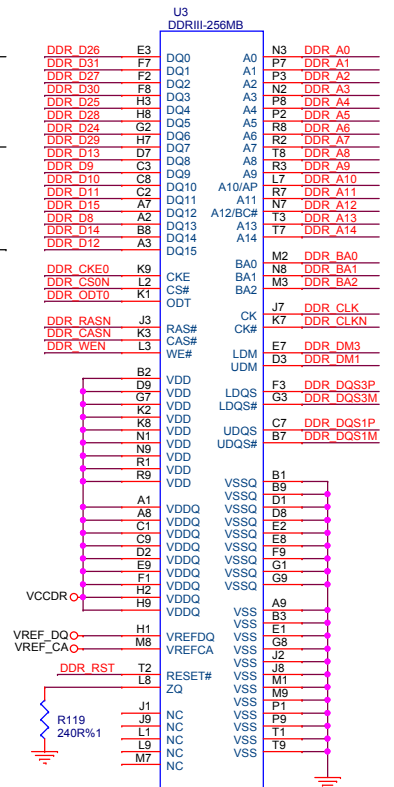 U3
DDRIII-256MB
DDR_D26 E3 DQ0 A0 N3 DDR_A0
DDR_D31 F7 DQ1 A1 P7 DDR_A1
DDR_D27 F2 DQ2 A2 P3 DDR_A2
DDR_D30 F8 DQ3 A3 N2 DDR_A3
DDR_D25 H3 DQ4 A4 P8 DDR_A4
DDR_D28 H8 DQ5 A5 P2 DDR_A5
DDR_D24 G2 DQ6 A6 R8 DDR_A6
DDR_D29 H7 DQ7 A7 R2 DDR_A7
DDR_D13 D7 DQ8 A8 T8 DDR_A8
DDR_D9 C3 DQ9 A9 R3 DDR_A9
DDR_D10 C8 DQ10 A10/AP L7 DDR_A10
DDR_D11 C2 DQ11 A11 R7 DDR_A11
DDR_D15 A7 DQ12 A12/BC# N7 DDR_A12
DDR_D8 A2 DQ13 A13 T3 DDR_A13
DDR_D14 B8 DQ14 A14 T7 DDR_A14
DDR_D12 A3 DQ15
BA0 M2 DDR_BA0
DDR_CKE0 K9 CKE BA1 N8 DDR_BA1
DDR_CS0N L2 CS# BA2 M3 DDR_BA2
DDR_ODT0 K1 ODT
CK J7 DDR_CLK
DDR_RASN J3 RAS# CK# K7 DDR_CLKN
DDR_CASN K3 CAS#
DDR_WEN L3 WE# LDM E7 DDR_DM3
UDM D3 DDR_DM1
B2 VDD
D9 VDD LDQS F3 DDR_DQS3P
G7 VDD LDQS# G3 DDR_DQS3M
K2 VDD
K8 VDD UDQS C7 DDR_DQS1P
N1 VDD UDQS# B7 DDR_DQS1M
N9 VDD
R1 VDD
R9 VDD VSSQ B1
VSSQ B9
A1 VDDQ VSSQ D1
A8 VDDQ VSSQ D8
C1 VDDQ VSSQ E2
C9 VDDQ VSSQ E8
D2 VDDQ VSSQ F9
E9 VDDQ VSSQ G1
F1 VDDQ VSSQ G9
VCCDR H2 VDDQ
H9 VDDQ VSS A9
VSS B3
VREF_DQ H1 VREFDQ VSS E1
VREF_CA M8 VREFCA VSS G8
VSS J2
DDR_RST T2 RESET# VSS J8
L8 ZQ VSS M1
VSS M9
J1 NC VSS P1
R119 J9 NC VSS P9
240R%1 L1 NC VSS T1
L9 NC VSS T9
M7 NC